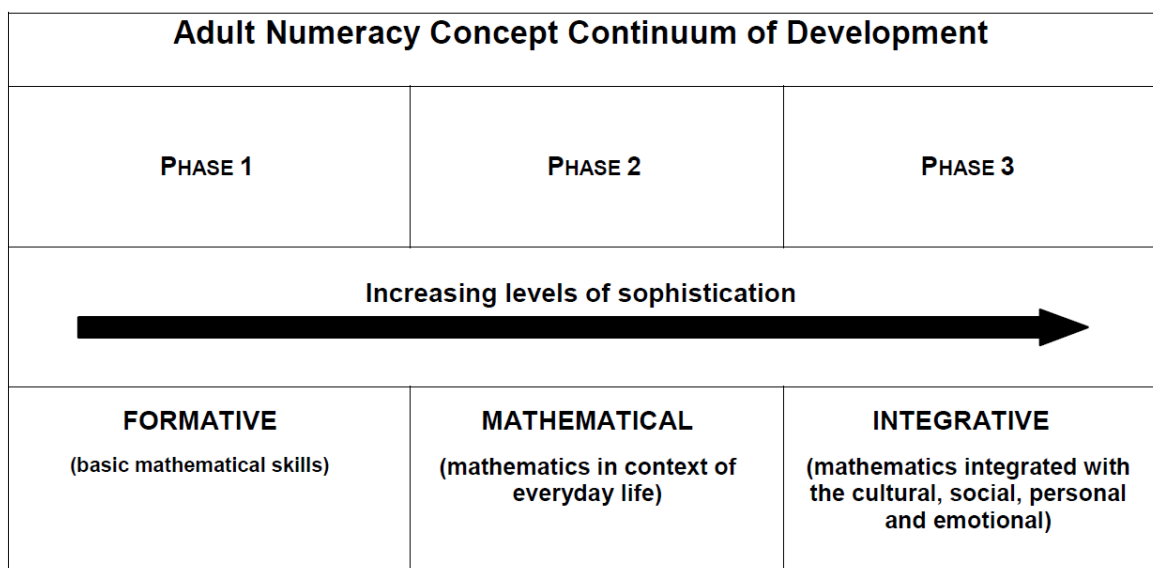 Adult Numeracy Concept Continuum of Development
PHASE 1
PHASE 2
PHASE 3
Increasing levels of sophistication
FORMATIVE
(basic mathematical skills)
MATHEMATICAL
(mathematics in context of
everyday life)
INTEGRATIVE
(mathematics integrated with
the cultural, social, personal
and emotional)